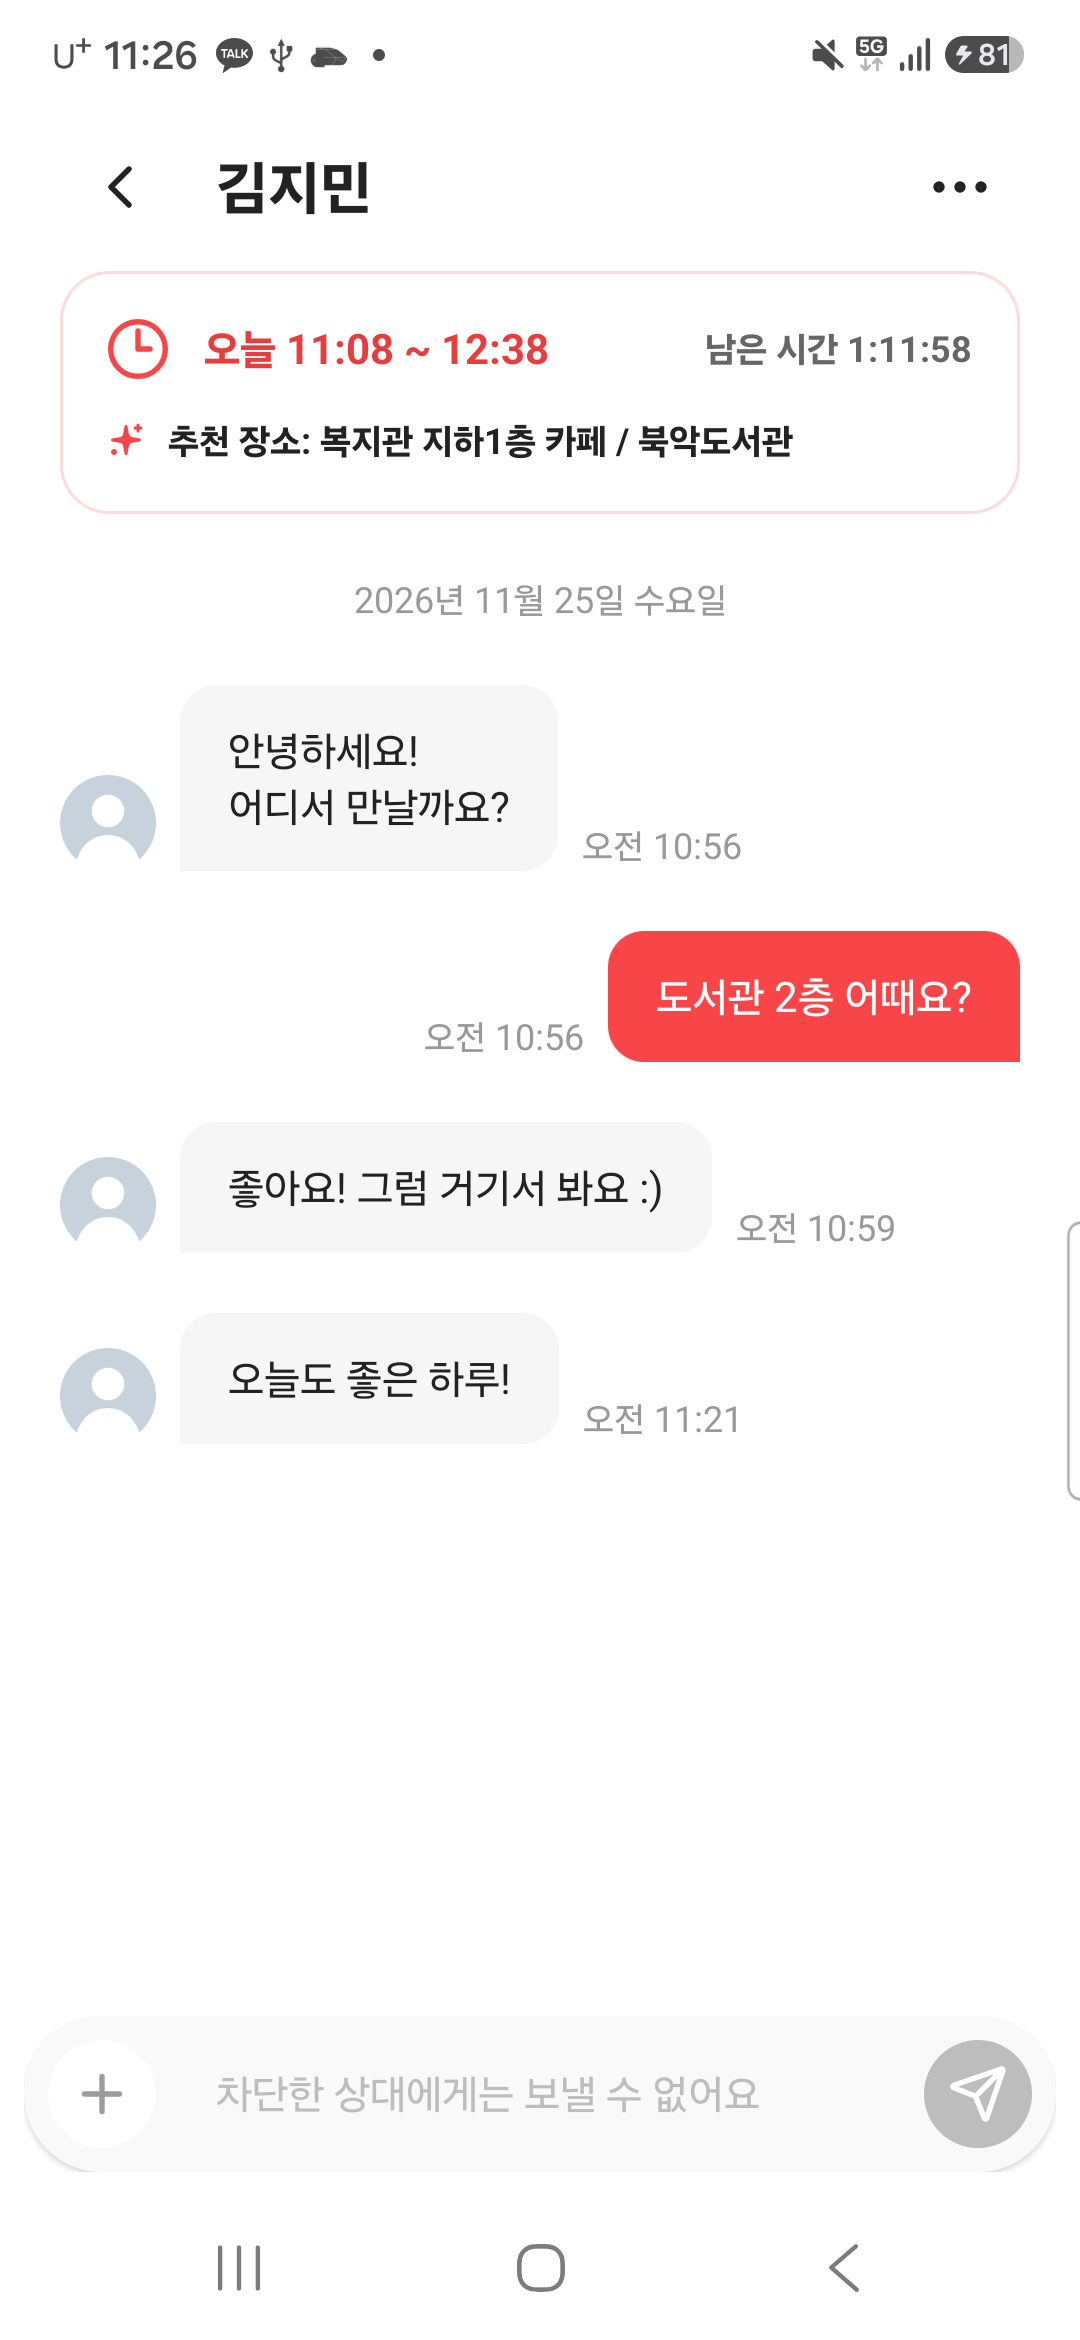 U+ 11:26 TALK 5G 81
김지민
오늘 11:08 ~ 12:38 남은 시간 1:11:58
추천 장소: 복지관 지하1층 카페 / 북악도서관
2026년 11월 25일 수요일
안녕하세요!
어디서 만날까요?
오전 10:56
도서관 2층 어때요?
오전 10:56
좋아요! 그럼 거기서 봐요 :)
오전 10:59
오늘도 좋은 하루!
오전 11:21
차단한 상대에게는 보낼 수 없어요